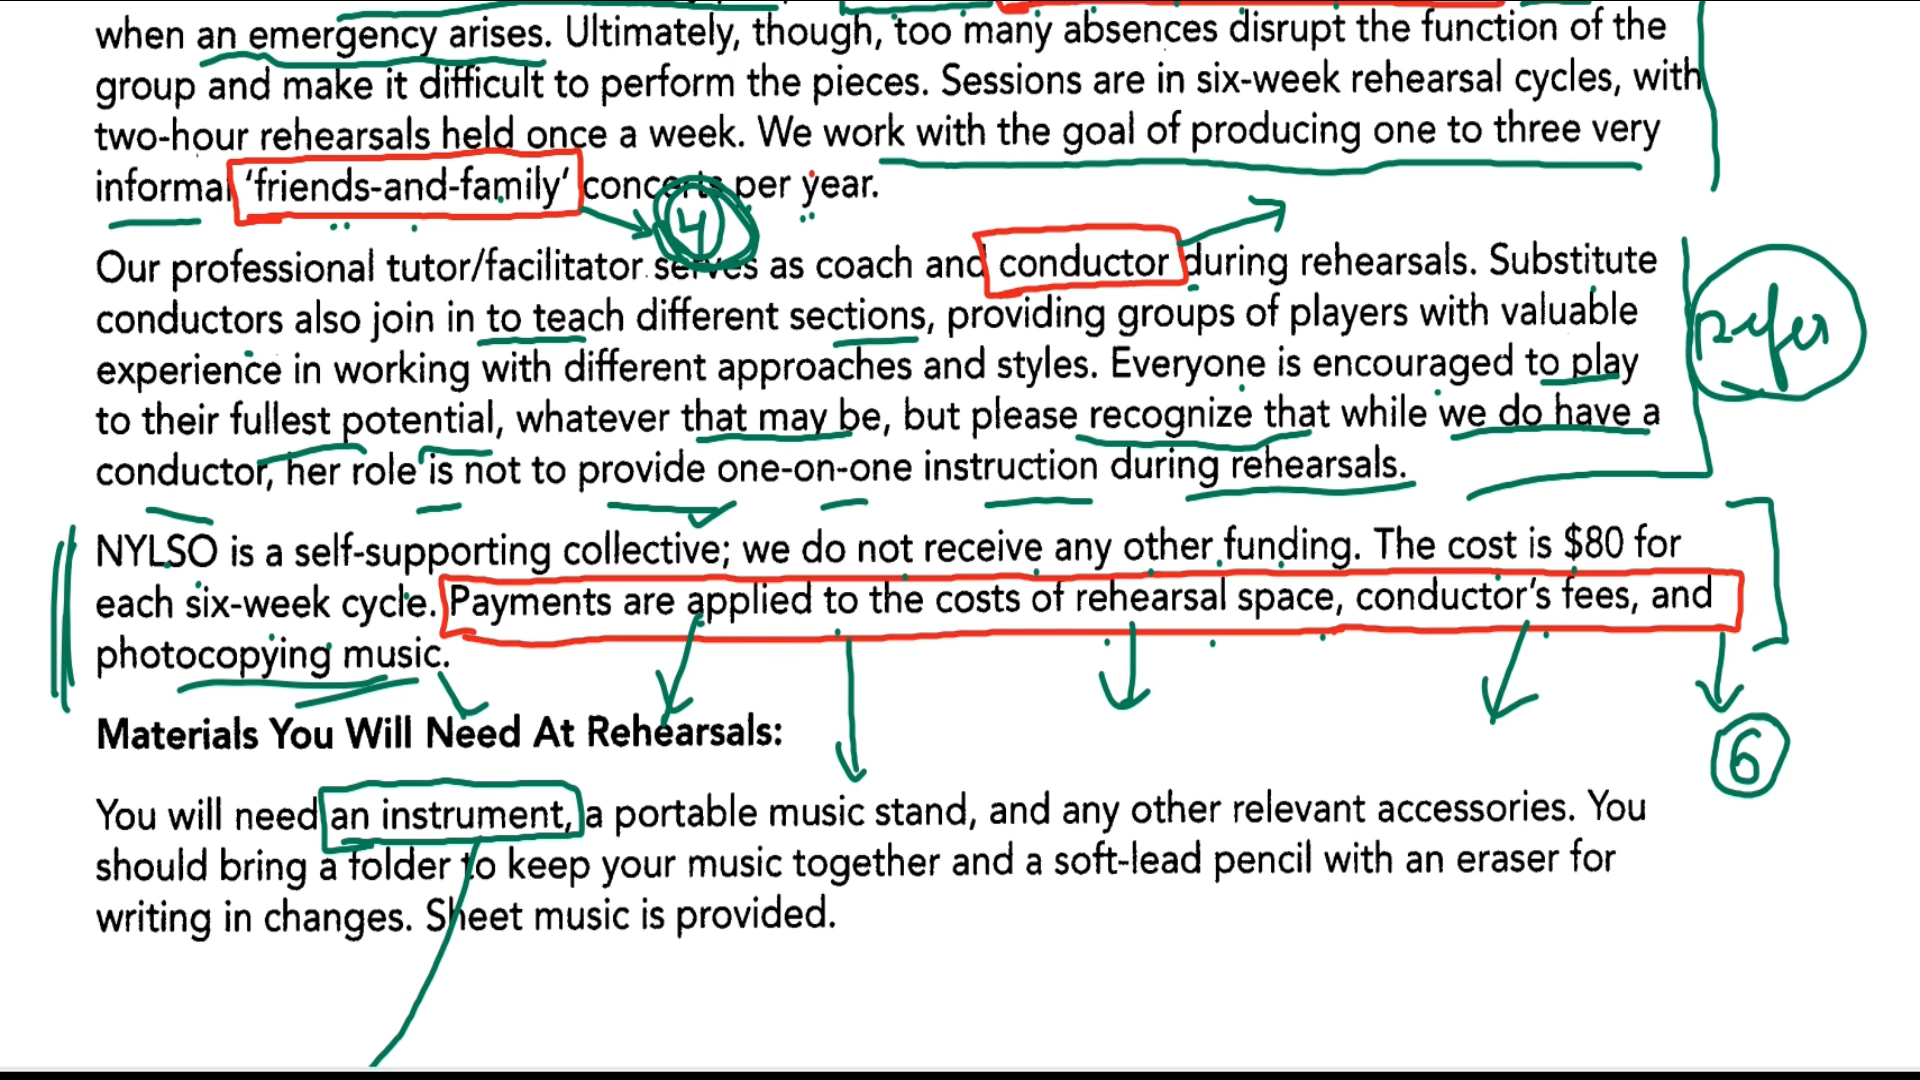 when an emergency arises. Ultimately, though, too many absences disrupt the function of the
group and make it difficult to perform the pieces. Sessions are in six-week rehearsal cycles, with
two-hour rehearsals held once a week. We work with the goal of producing one to three very
informal ‘friends-and-family’ concerts per year.
4
Our professional tutor/facilitator serves as coach and conductor during rehearsals. Substitute
conductors also join in to teach different sections, providing groups of players with valuable
experience in working with different approaches and styles. Everyone is encouraged to play
to their fullest potential, whatever that may be, but please recognize that while we do have a
conductor, her role is not to provide one-on-one instruction during rehearsals.
NYLSO is a self-supporting collective; we do not receive any other funding. The cost is $80 for
each six-week cycle. Payments are applied to the costs of rehearsal space, conductor’s fees, and
photocopying music.
6
Materials You Will Need At Rehearsals:
You will need an instrument, a portable music stand, and any other relevant accessories. You
should bring a folder to keep your music together and a soft-lead pencil with an eraser for
writing in changes. Sheet music is provided.